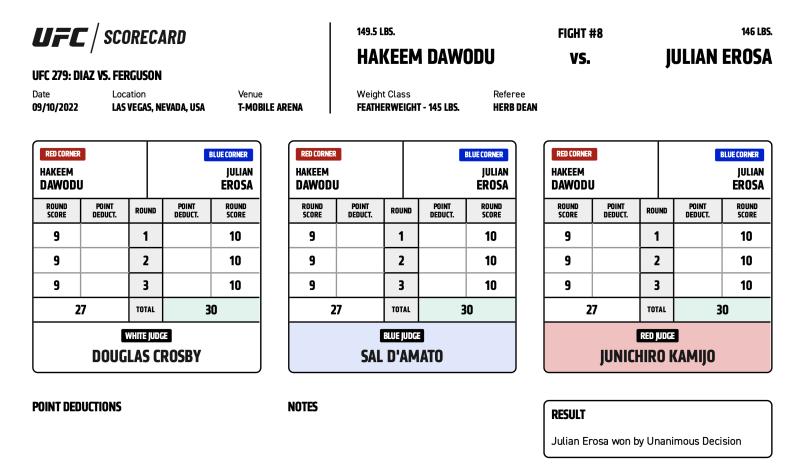 UFC / SCORECARD
UFC 279: DIAZ VS. FERGUSON
Date Location Venue
09/10/2022 LAS VEGAS, NEVADA, USA T-MOBILE ARENA
149.5 LBS. FIGHT #8 146 LBS.
HAKEEM DAWODU VS. JULIAN EROSA
Weight Class Referee
FEATHERWEIGHT - 145 LBS. HERB DEAN
RED CORNER BLUE CORNER
HAKEEM JULIAN
DAWODU EROSA
ROUND POINT ROUND POINT ROUND
SCORE DEDUCT. DEDUCT. SCORE
9 1 10
9 2 10
9 3 10
27 TOTAL 30
WHITE JUDGE
DOUGLAS CROSBY
RED CORNER BLUE CORNER
HAKEEM JULIAN
DAWODU EROSA
ROUND POINT ROUND POINT ROUND
SCORE DEDUCT. DEDUCT. SCORE
9 1 10
9 2 10
9 3 10
27 TOTAL 30
BLUE JUDGE
SAL D'AMATO
RED CORNER BLUE CORNER
HAKEEM JULIAN
DAWODU EROSA
ROUND POINT ROUND POINT ROUND
SCORE DEDUCT. DEDUCT. SCORE
9 1 10
9 2 10
9 3 10
27 TOTAL 30
RED JUDGE
JUNICHIRO KAMIJO
POINT DEDUCTIONS
NOTES
RESULT
Julian Erosa won by Unanimous Decision